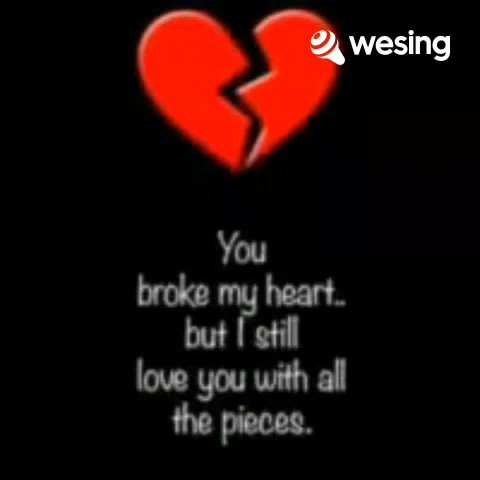 wesing
You
broke my heart..
but I still
love you with all
the pieces.